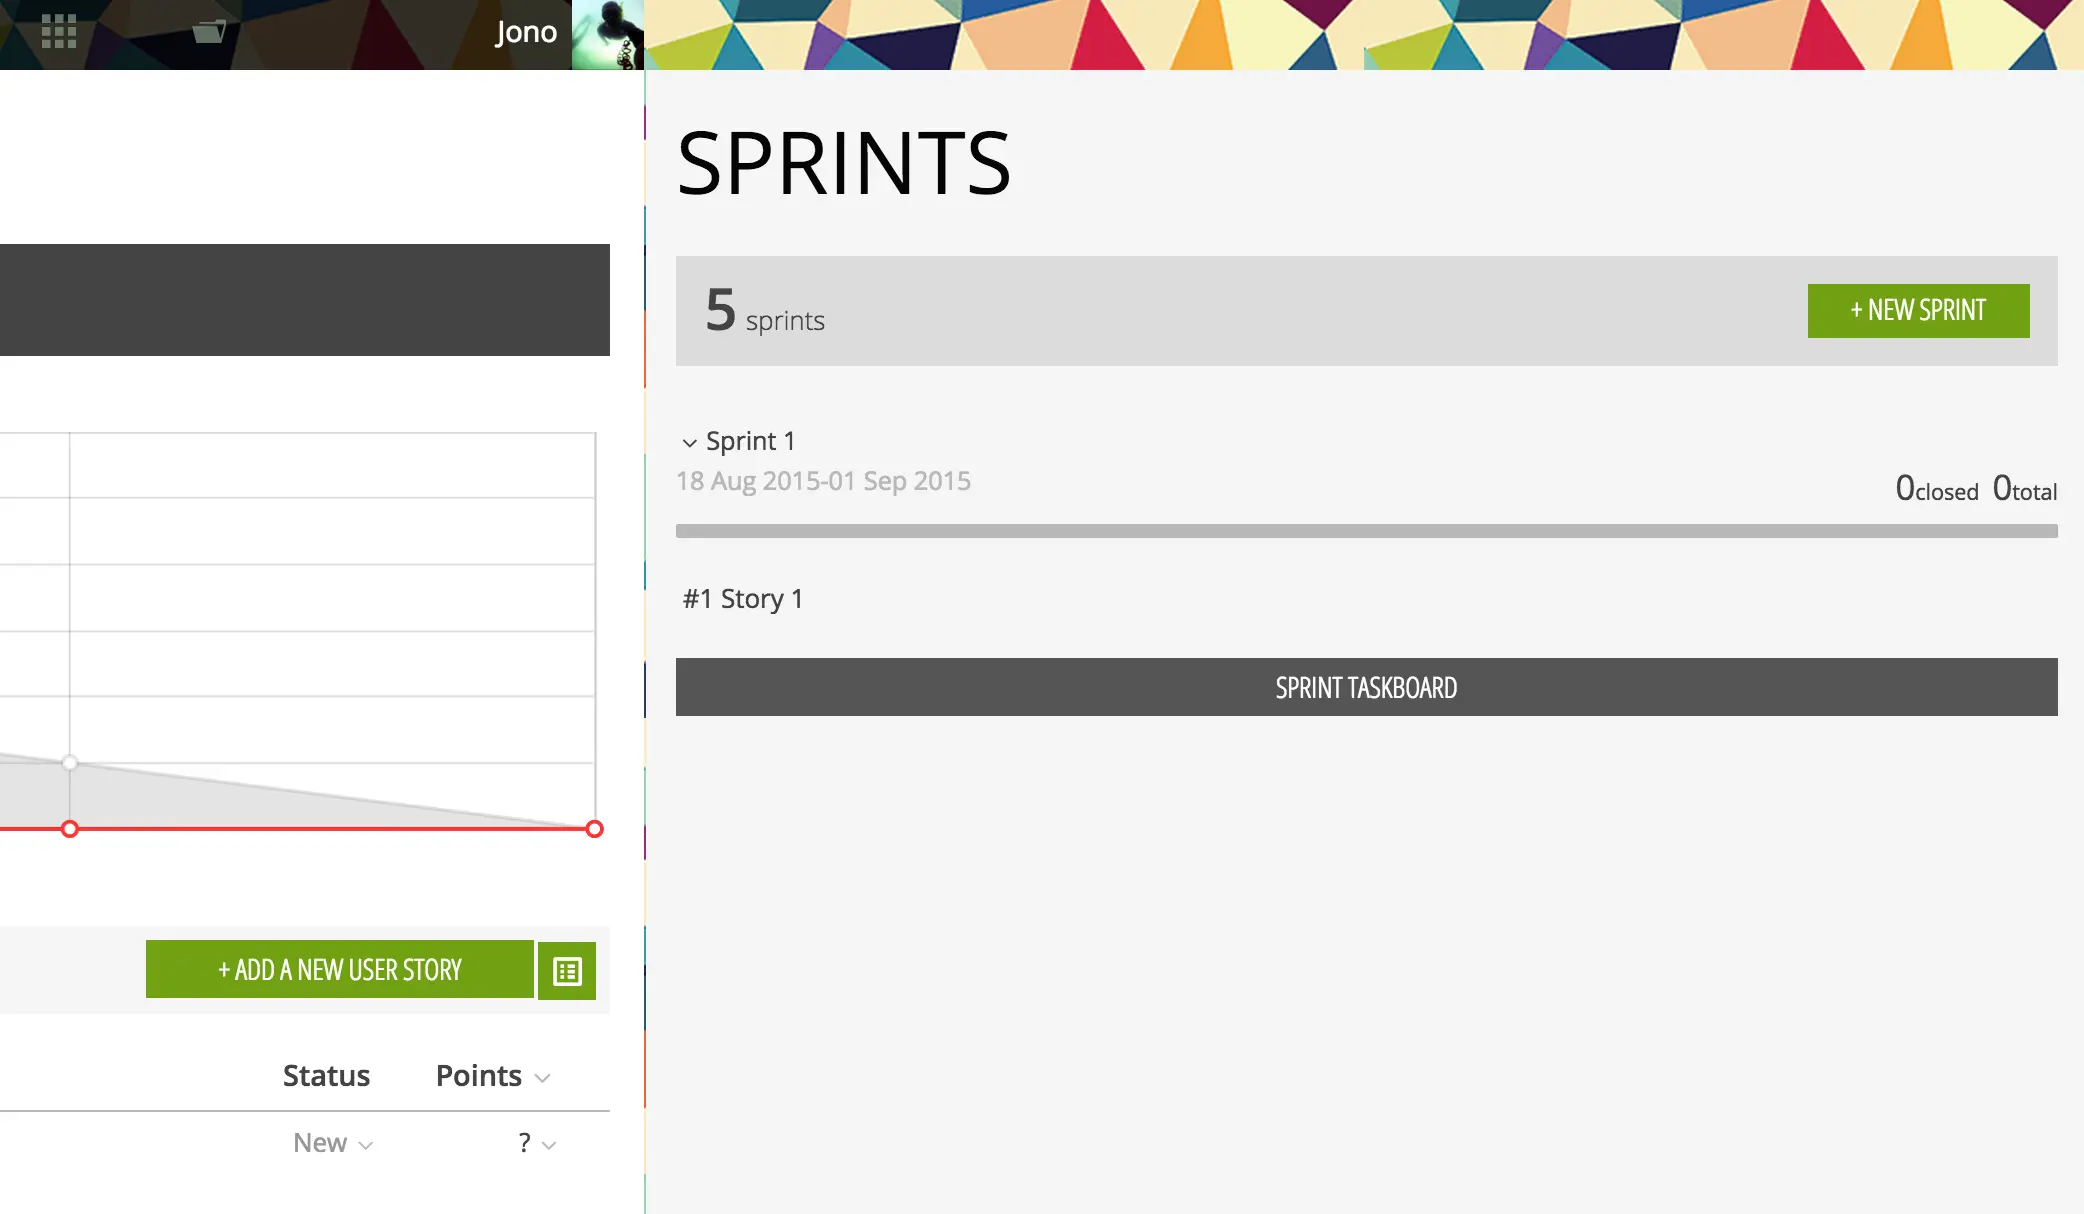 Jono
SPRINTS
5 sprints
+ NEW SPRINT
Sprint 1
18 Aug 2015-01 Sep 2015
0closed 0total
#1 Story 1
SPRINT TASKBOARD
+ ADD A NEW USER STORY
Status Points
New ?